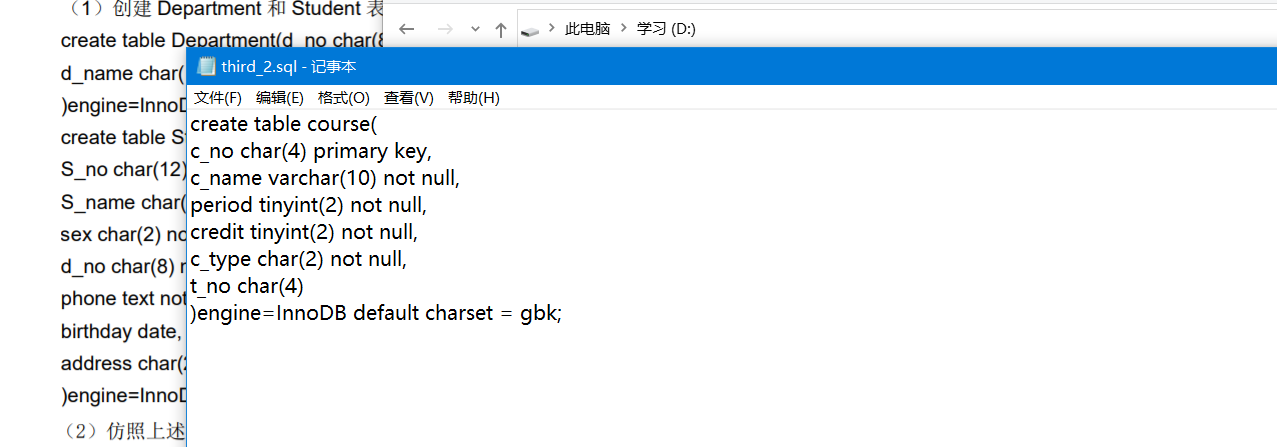 （1）创建 Department 和 Student 表
create table Department(d_no char(8
d_name char(
)engine=InnoD
create table S
S_no char(12)
S_name char(
sex char(2) no
d_no char(8) n
phone text not
birthday date,
address char(2
)engine=InnoD
（2）仿照上述
此电脑 学习 (D:)
third_2.sql - 记事本
文件(F) 编辑(E) 格式(O) 查看(V) 帮助(H)
create table course(
c_no char(4) primary key,
c_name varchar(10) not null,
period tinyint(2) not null,
credit tinyint(2) not null,
c_type char(2) not null,
t_no char(4)
)engine=InnoDB default charset = gbk;